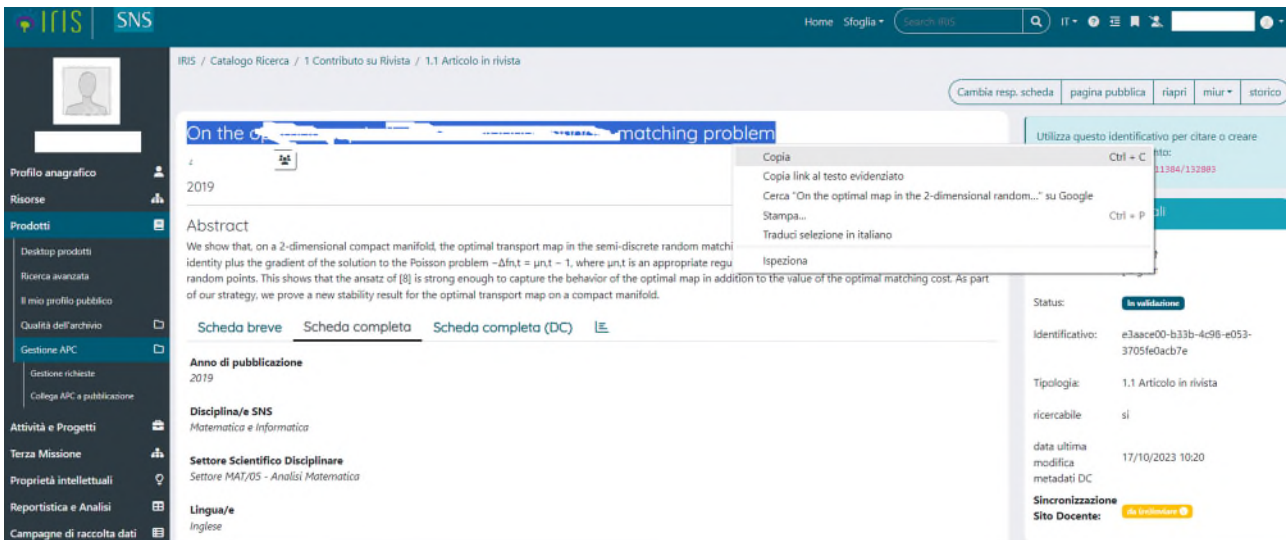 IRIS SNS
Home Sfoglia Search IRIS IT
IRIS / Catalogo Ricerca / 1 Contributo su Rivista / 1.1 Articolo in rivista
Cambia resp. scheda pagina pubblica riapri miur storico
On the matching problem
2019
Abstract
We show that, on a 2-dimensional compact manifold, the optimal transport map in the semi-discrete random matchi
identity plus the gradient of the solution to the Poisson problem −Δfn,t = μn,t − 1, where μn,t is an appropriate regu
random points. This shows that the ansatz of [8] is strong enough to capture the behavior of the optimal map in addition to the value of the optimal matching cost. As part
of our strategy, we prove a new stability result for the optimal transport map on a compact manifold.
Copia Ctrl + C
Copia link al testo evidenziato
Cerca "On the optimal map in the 2-dimensional random..." su Google
Stampa... Ctrl + P
Traduci selezione in italiano
Ispeziona
Scheda breve Scheda completa Scheda completa (DC)
Anno di pubblicazione
2019
Disciplina/e SNS
Matematica e Informatica
Settore Scientifico Disciplinare
Settore MAT/05 - Analisi Matematica
Lingua/e
Inglese
Profilo anagrafico
Risorse
Prodotti
Desktop prodotti
Ricerca avanzata
Il mio profilo pubblico
Qualità dell'archivio
Gestione APC
Gestione richieste
Collega APC a pubblicazione
Attività e Progetti
Terza Missione
Proprietà intellettuali
Reportistica e Analisi
Campagne di raccolta dati
Utilizza questo identificativo per citare o creare
nto:
11384/132803
ali
Status: In validazione
Identificativo: e3aace00-b33b-4c98-e053-
3705fe0acb7e
Tipologia: 1.1 Articolo in rivista
ricercabile si
data ultima
modifica 17/10/2023 10:20
metadati DC
Sincronizzazione
Sito Docente: